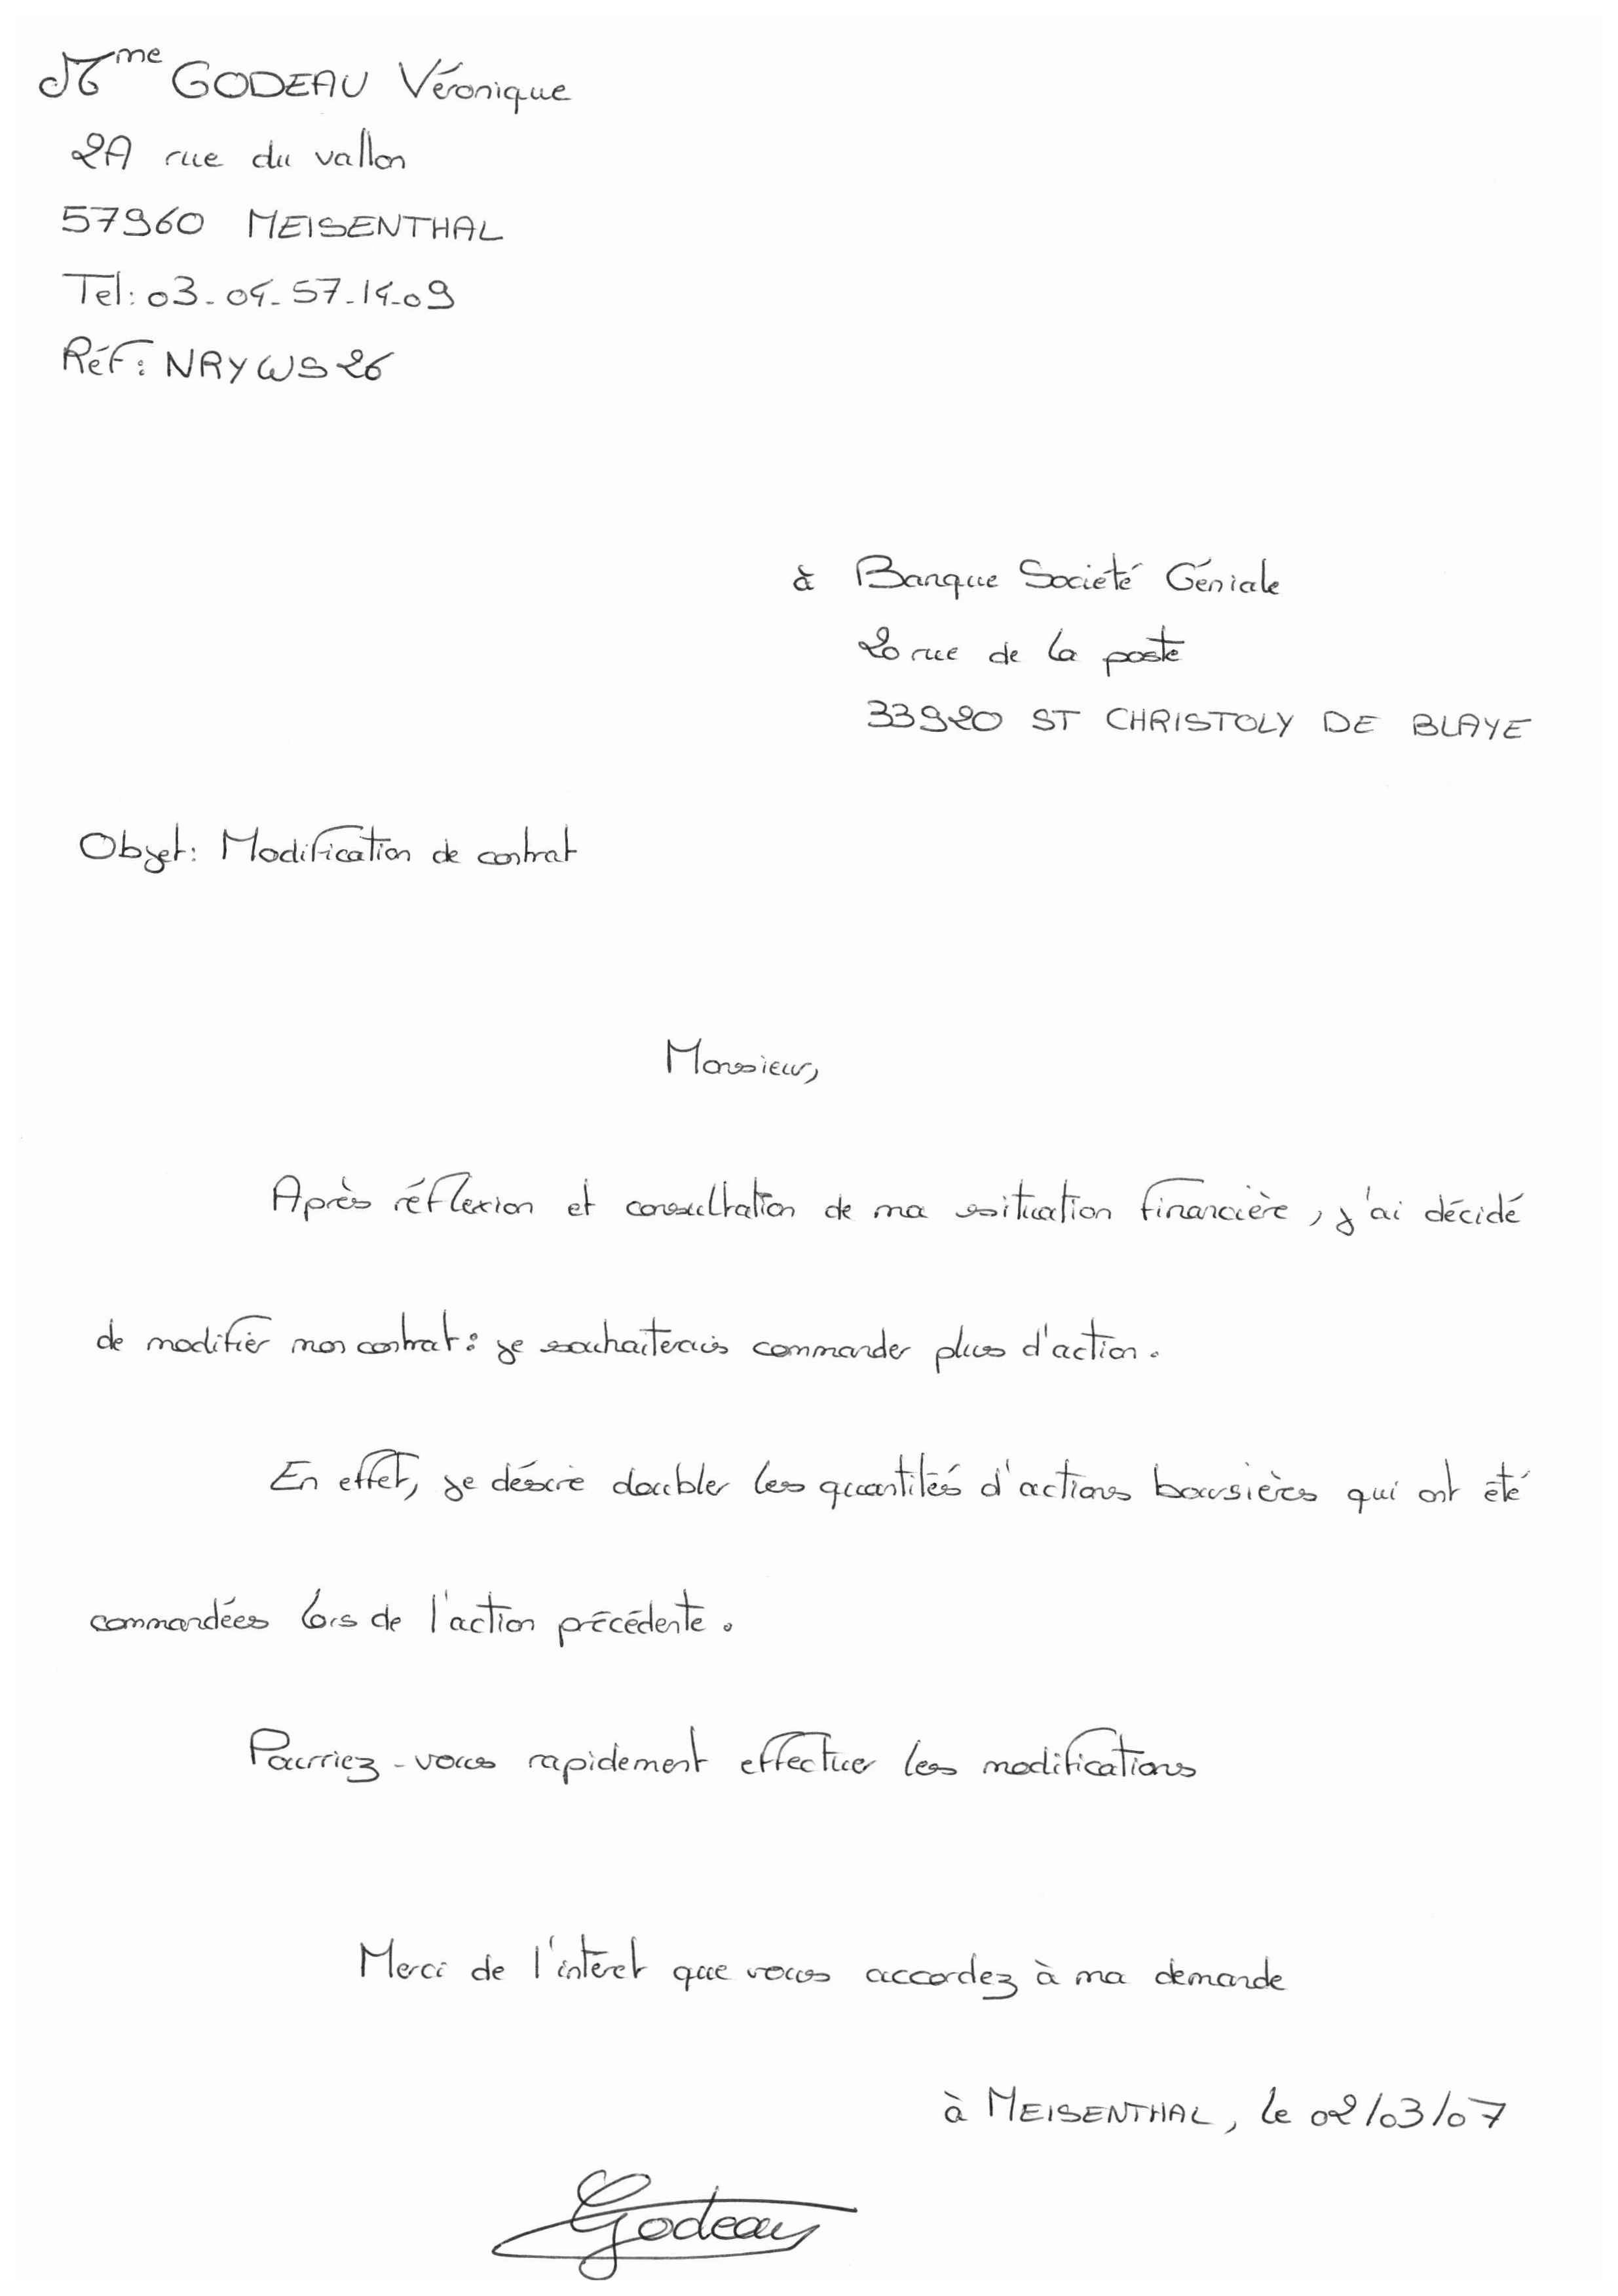 Mme GODEAU Véronique
2A rue du vallon
57960 MEISENTHAL
Tel: 03-04-57-14-09
Réf: NRYWS26
à Banque Société Géniale
20 rue de la poste
33920 ST CHRISTOLY DE BLAYE
Objet: Modification de contrat
Monsieur,
Après réflexion et consultation de ma situation financière, j'ai décidé
de modifier mon contrat: je souhaiterais commander plus d'action.
En effet, je désire doubler les quantités d'actions boursières qui ont été
commandées lors de l'action précédente.
Pourriez-vous rapidement effectuer les modifications
Merci de l'intéret que vous accordez à ma demande
à MEISENTHAL, le 02/03/07
Godeau